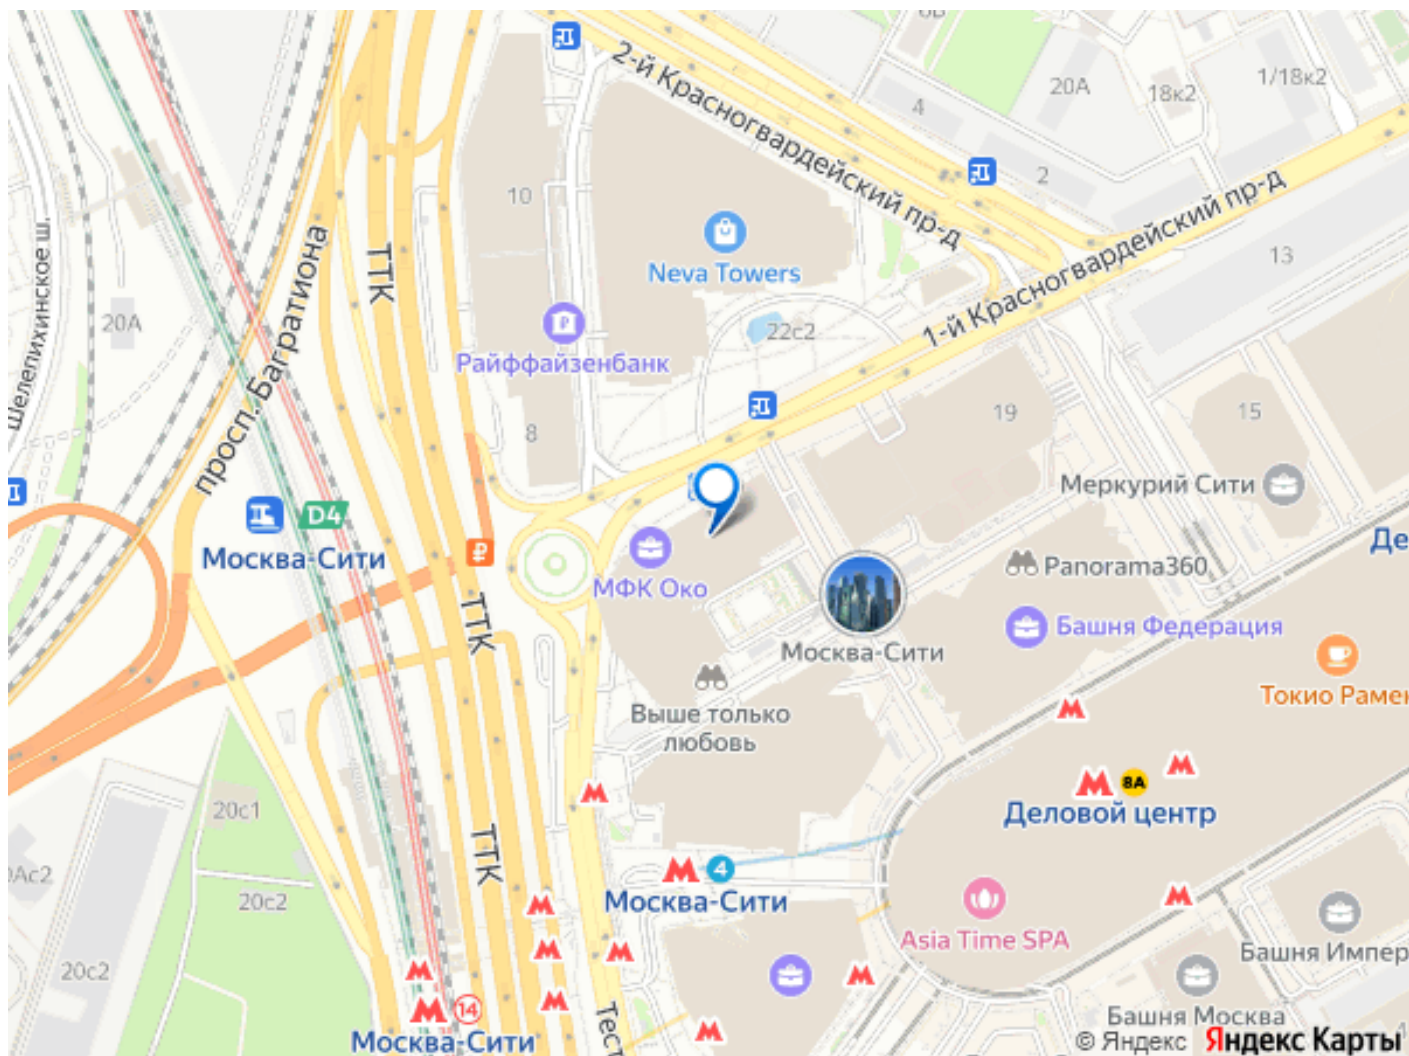 2-й Красногвардейский пр-д
20А
1/18к2
18к2
4
2
10
Neva Towers
1-й Красногвардейский пр-д
13
Шелепихинское ш.
просп. Багратиона
ТТК
20А
22с2
Райффайзенбанк
8
19
15
Меркурий Сити
D4
Москва-Сити
₽
МФК Око
Panorama360
Де
Башня Федерация
ТТК
Москва-Сити
Токио Рамен
Выше только
любовь
8А
Деловой центр
20с1
ТТК
4
Москва-Сити
20с2
Asia Time SPA
Башня Импер
20с2
14
Москва-Сити
Тест
Башня Москва
© Яндекс Яндекс Карты